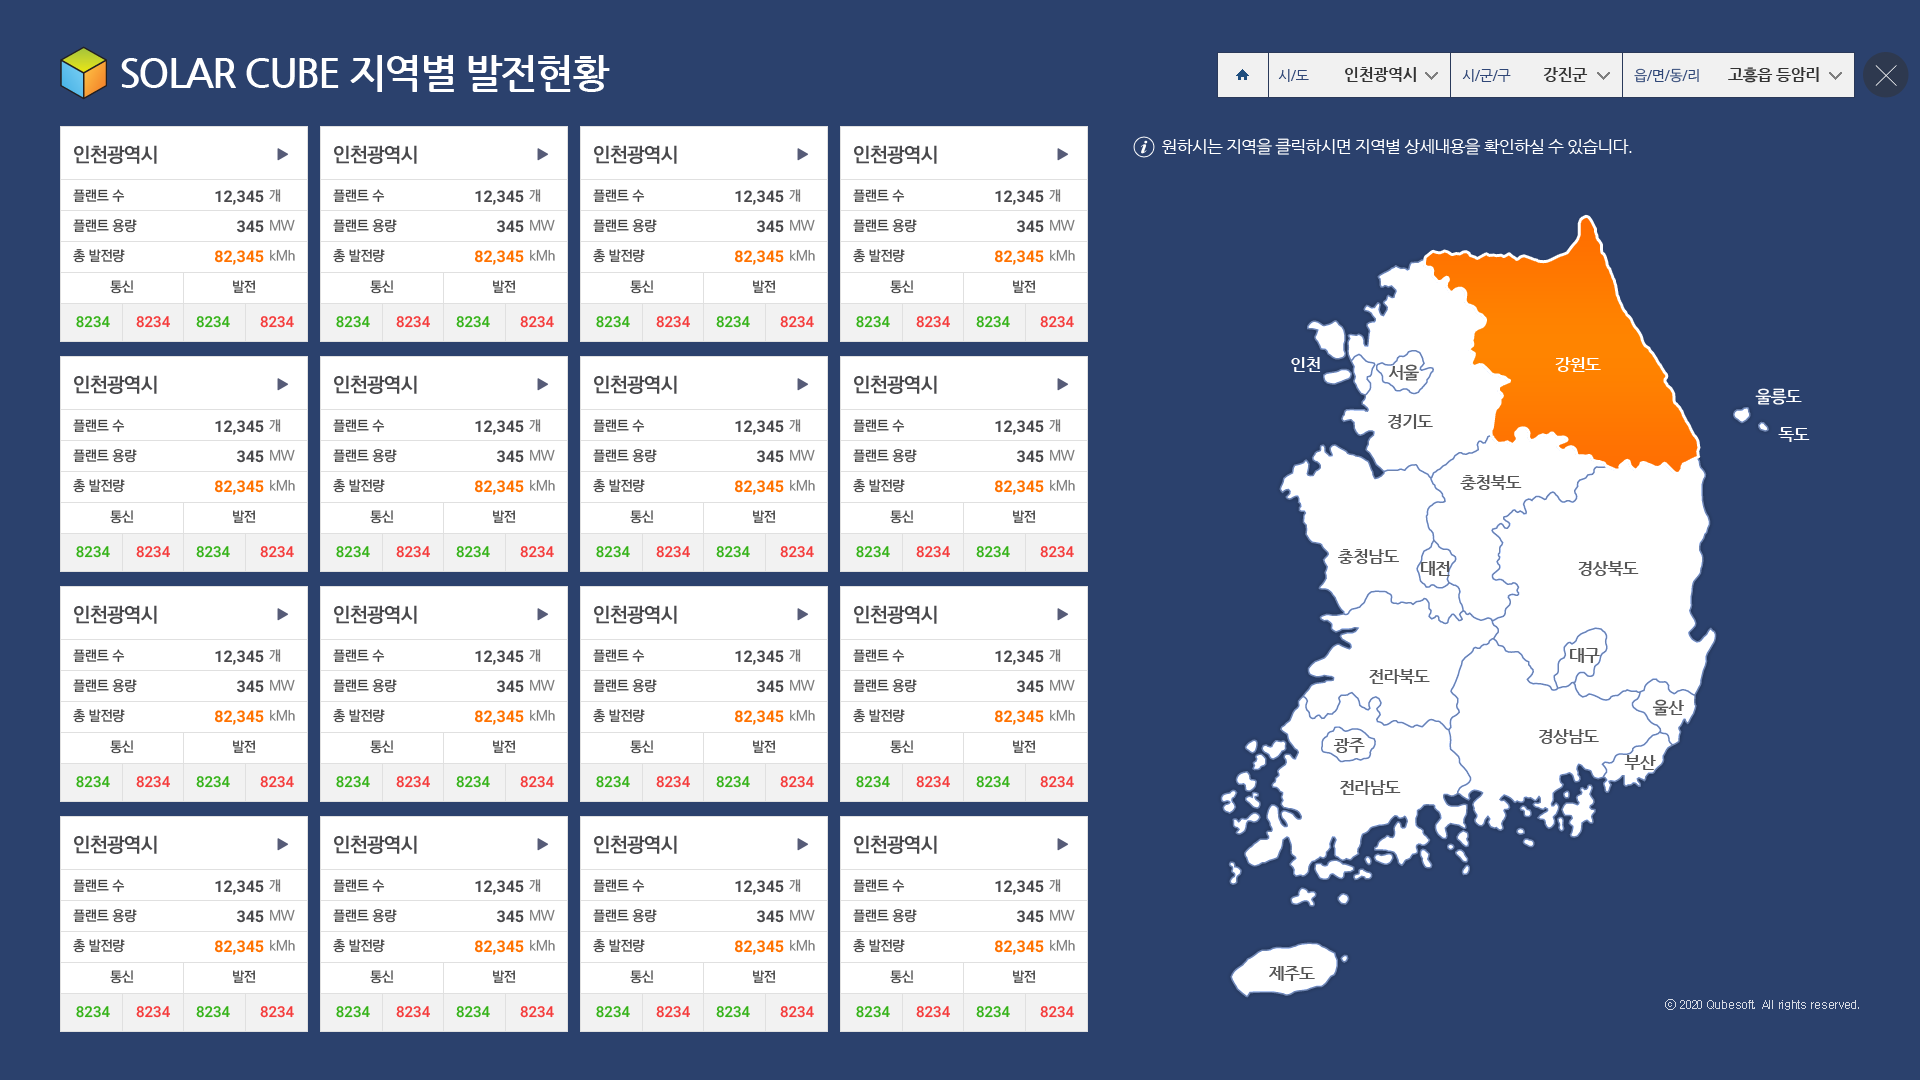 SOLAR CUBE 지역별 발전현황
시/도 인천광역시 시/군/구 강진군 읍/면/동/리 고흥읍 등암리
인천광역시 인천광역시 인천광역시 인천광역시
플랜트 수 12,345 개 플랜트 수 12,345 개 플랜트 수 12,345 개 플랜트 수 12,345 개
플랜트 용량 345 MW 플랜트 용량 345 MW 플랜트 용량 345 MW 플랜트 용량 345 MW
총 발전량 82,345 kMh 총 발전량 82,345 kMh 총 발전량 82,345 kMh 총 발전량 82,345 kMh
통신 발전 통신 발전 통신 발전 통신 발전
8234 8234 8234 8234 8234 8234 8234 8234 8234 8234 8234 8234 8234 8234 8234 8234
인천광역시 인천광역시 인천광역시 인천광역시
플랜트 수 12,345 개 플랜트 수 12,345 개 플랜트 수 12,345 개 플랜트 수 12,345 개
플랜트 용량 345 MW 플랜트 용량 345 MW 플랜트 용량 345 MW 플랜트 용량 345 MW
총 발전량 82,345 kMh 총 발전량 82,345 kMh 총 발전량 82,345 kMh 총 발전량 82,345 kMh
통신 발전 통신 발전 통신 발전 통신 발전
8234 8234 8234 8234 8234 8234 8234 8234 8234 8234 8234 8234 8234 8234 8234 8234
인천광역시 인천광역시 인천광역시 인천광역시
플랜트 수 12,345 개 플랜트 수 12,345 개 플랜트 수 12,345 개 플랜트 수 12,345 개
플랜트 용량 345 MW 플랜트 용량 345 MW 플랜트 용량 345 MW 플랜트 용량 345 MW
총 발전량 82,345 kMh 총 발전량 82,345 kMh 총 발전량 82,345 kMh 총 발전량 82,345 kMh
통신 발전 통신 발전 통신 발전 통신 발전
8234 8234 8234 8234 8234 8234 8234 8234 8234 8234 8234 8234 8234 8234 8234 8234
인천광역시 인천광역시 인천광역시 인천광역시
플랜트 수 12,345 개 플랜트 수 12,345 개 플랜트 수 12,345 개 플랜트 수 12,345 개
플랜트 용량 345 MW 플랜트 용량 345 MW 플랜트 용량 345 MW 플랜트 용량 345 MW
총 발전량 82,345 kMh 총 발전량 82,345 kMh 총 발전량 82,345 kMh 총 발전량 82,345 kMh
통신 발전 통신 발전 통신 발전 통신 발전
8234 8234 8234 8234 8234 8234 8234 8234 8234 8234 8234 8234 8234 8234 8234 8234
원하시는 지역을 클릭하시면 지역별 상세내용을 확인하실 수 있습니다.
인천
서울
강원도
울릉도
경기도
독도
충청북도
충청남도
대전
경상북도
대구
전라북도
울산
경상남도
광주
부산
전라남도
제주도
ⓒ 2020 Qubesoft. All rights reserved.